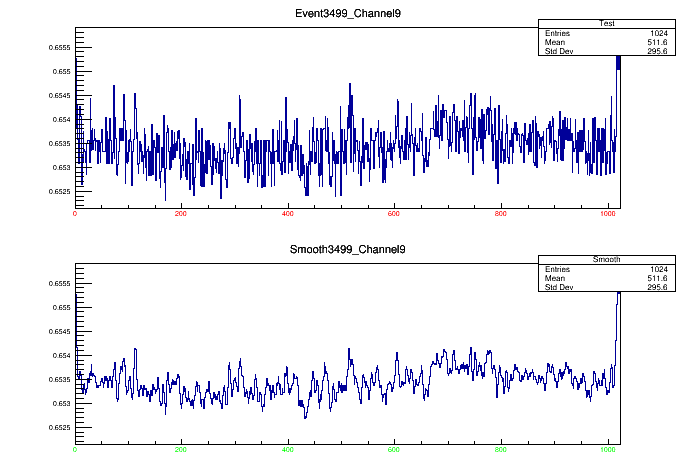 Event3499_Channel9
Test
Entries 1024
Mean 511.6
Std Dev 295.6
0.6555
0.655
0.6545
0.654
0.6535
0.653
0.6525
0 200 400 600 800 1000
Smooth3499_Channel9
Smooth
Entries 1024
Mean 511.6
Std Dev 295.6
0.6555
0.655
0.6545
0.654
0.6535
0.653
0.6525
0 200 400 600 800 1000